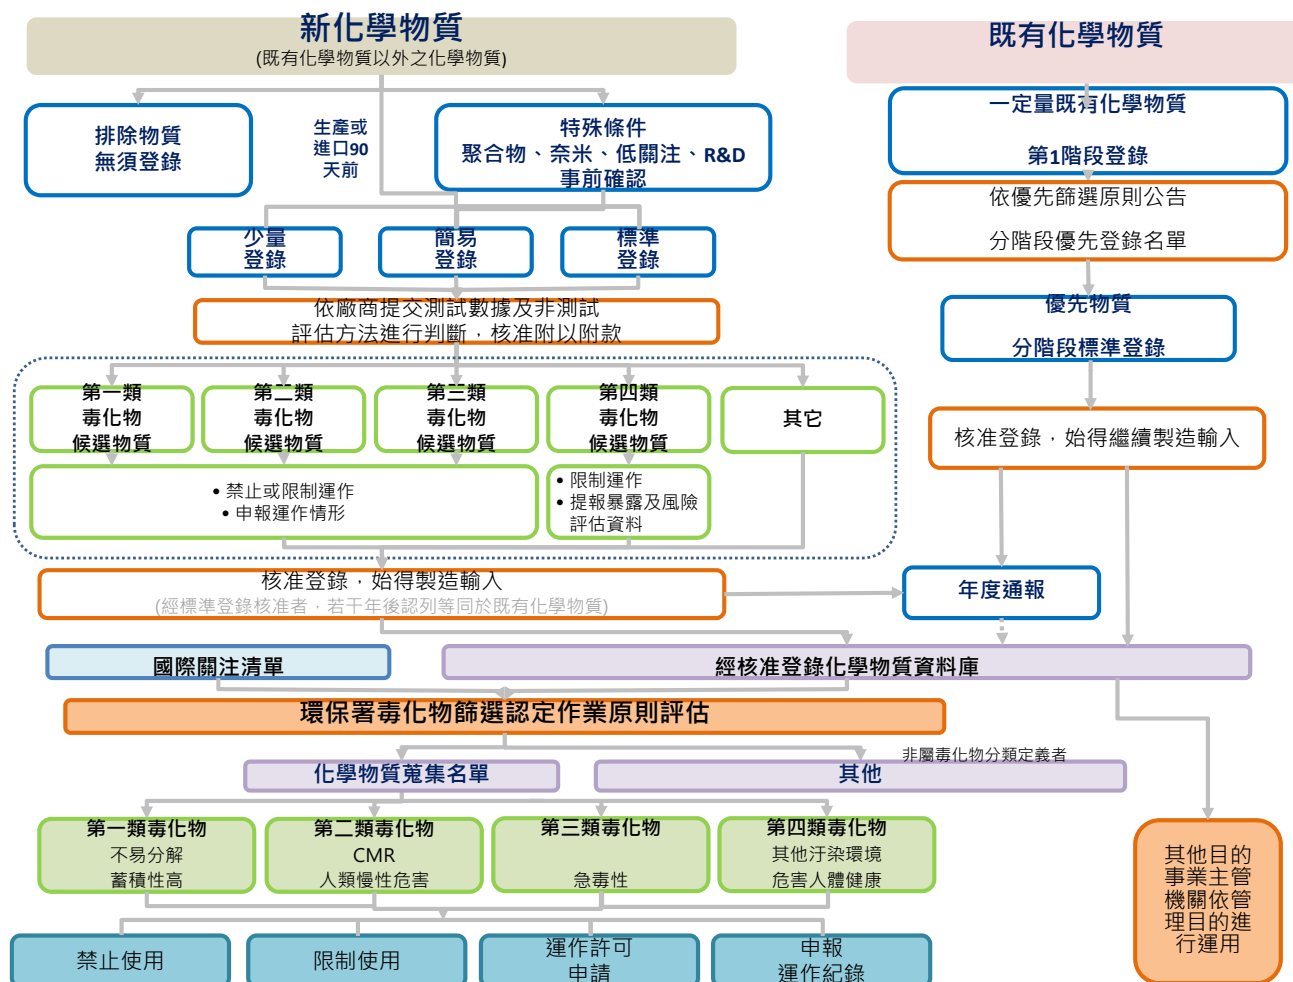 新化學物質
(既有化學物質以外之化學物質)
既有化學物質
排除物質
無須登錄
生產或
進口90
天前
特殊條件
聚合物、奈米、低關注、R&D
事前確認
一定量既有化學物質
第1階段登錄
依優先篩選原則公告
分階段優先登錄名單
少量
登錄
簡易
登錄
標準
登錄
依廠商提交測試數據及非測試
評估方法進行判斷，核准附以附款
優先物質
分階段標準登錄
第一類
毒化物
候選物質
第二類
毒化物
候選物質
第三類
毒化物
候選物質
第四類
毒化物
候選物質
其它
核准登錄，始得繼續製造輸入
• 禁止或限制運作
• 申報運作情形
• 限制運作
• 提報暴露及風險
評估資料
核准登錄，始得製造輸入
(經標準登錄核准者，若干年後認列等同於既有化學物質)
年度通報
國際關注清單
經核准登錄化學物質資料庫
環保署毒化物篩選認定作業原則評估
非屬毒化物分類定義者
化學物質蒐集名單
其他
第一類毒化物
不易分解
蓄積性高
第二類毒化物
CMR
人類慢性危害
第三類毒化物
急毒性
第四類毒化物
其他汙染環境
危害人體健康
其他目的
事業主管
機關依管
理目的進
行運用
禁止使用
限制使用
運作許可
申請
申報
運作紀錄